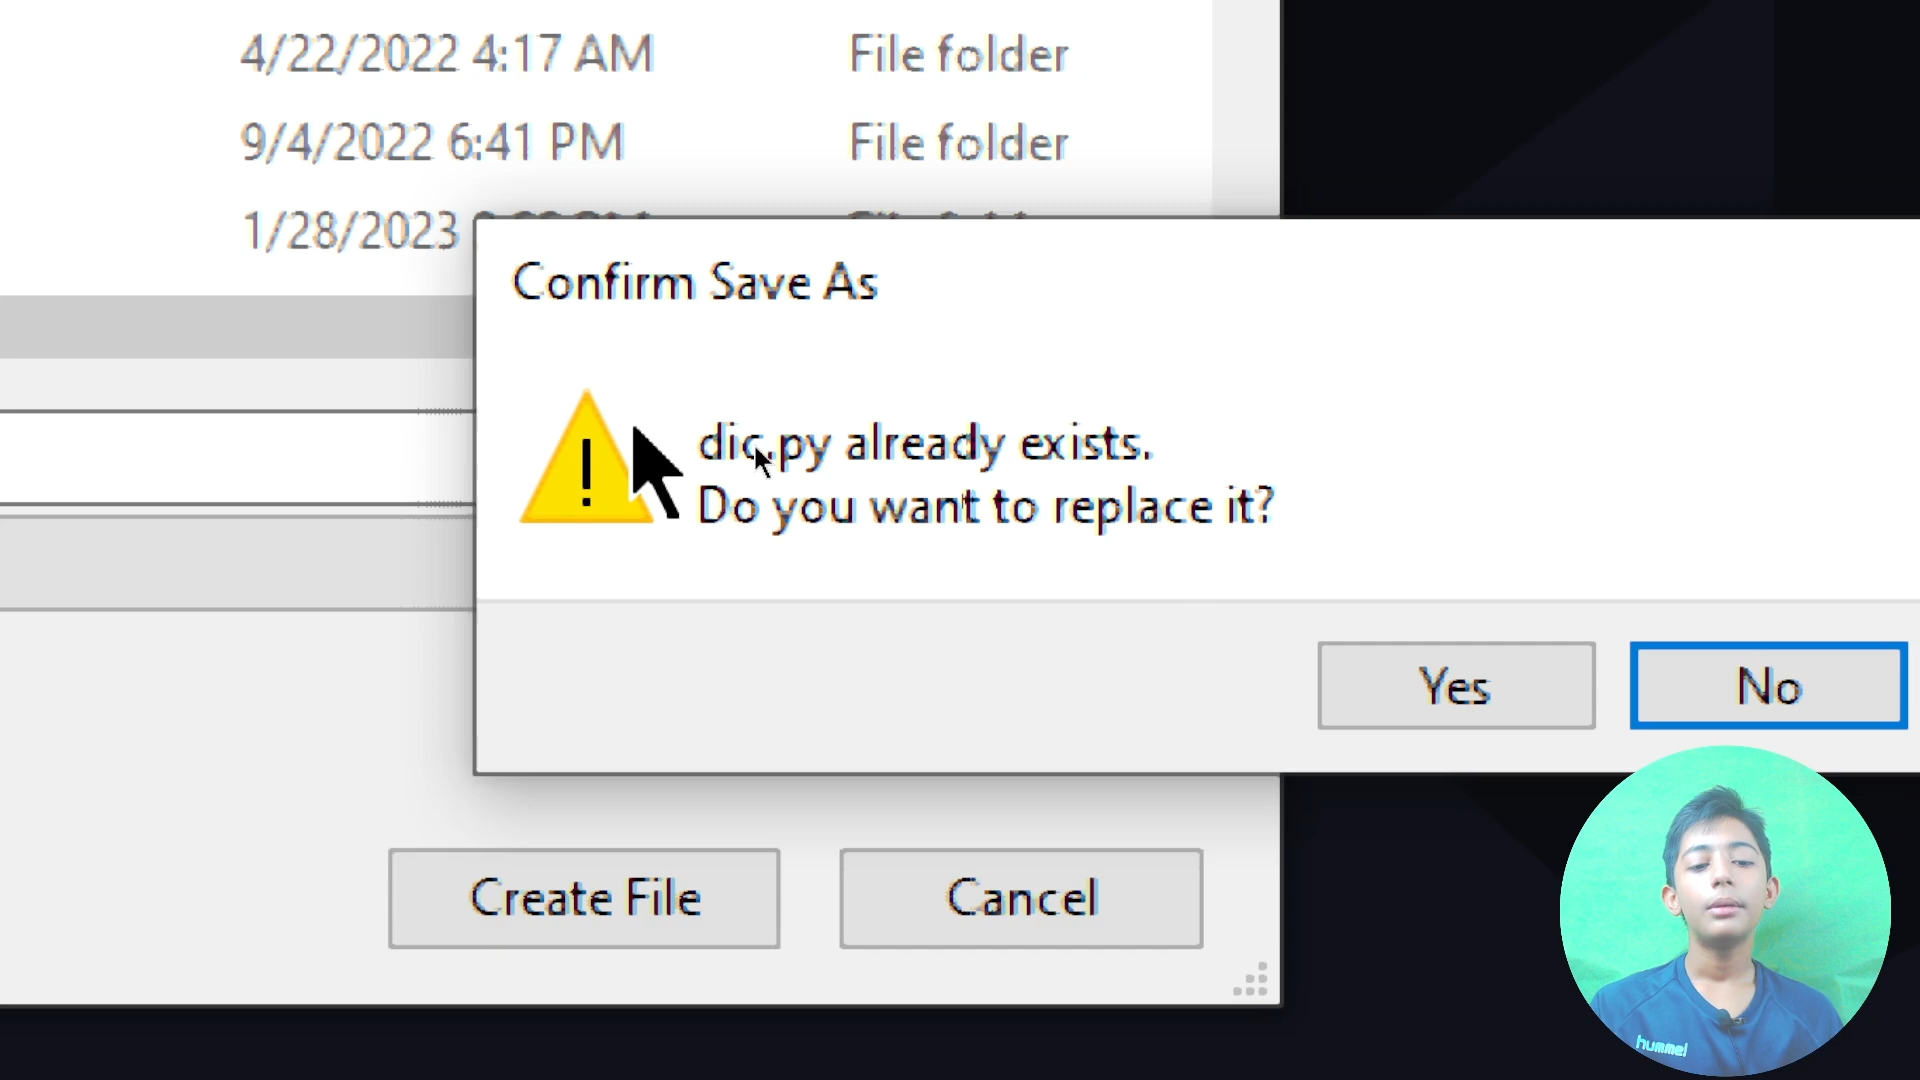 4/22/2022 4:17 AM File folder
9/4/2022 6:41 PM File folder
1/28/2023
Confirm Save As
dic.py already exists.
Do you want to replace it?
Yes No
Create File Cancel
hummel